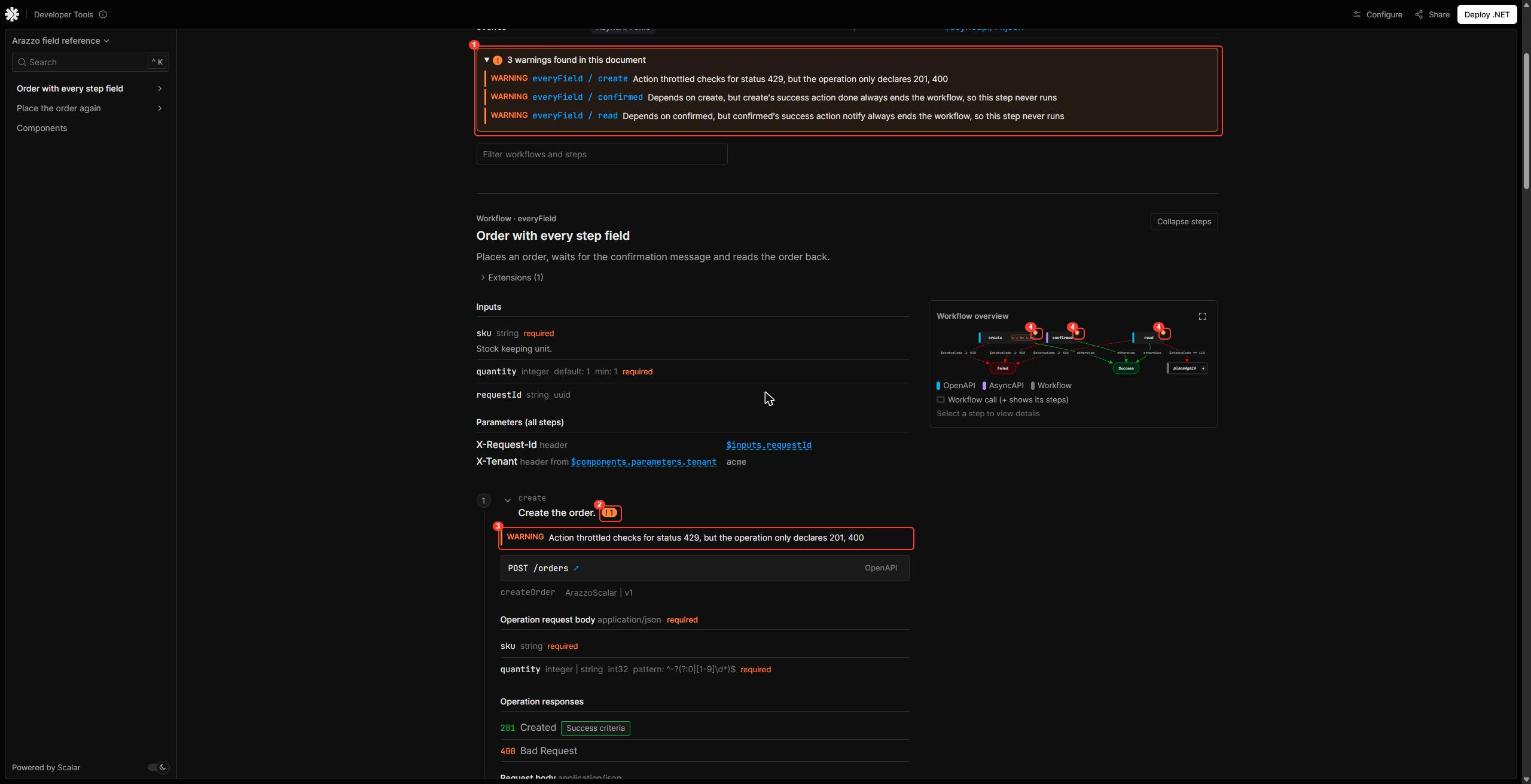 Developer Tools
Configure
Share
Deploy .NET
Arazzo field reference
Search
^ K
Order with every step field
Place the order again
Components
1
3 warnings found in this document
WARNING everyField / create Action throttled checks for status 429, but the operation only declares 201, 400
WARNING everyField / confirmed Depends on create, but create's success action done always ends the workflow, so this step never runs
WARNING everyField / read Depends on confirmed, but confirmed's success action notify always ends the workflow, so this step never runs
Filter workflows and steps
Workflow · everyField
Collapse steps
Order with every step field
Places an order, waits for the confirmation message and reads the order back.
Extensions (1)
Inputs
sku string required
Stock keeping unit.
quantity integer default: 1 min: 1 required
requestId string uuid
Workflow overview
4 4 4
create confirmed read
Failed Success
OpenAPI AsyncAPI Workflow
Workflow call (+ shows its steps)
Select a step to view details
Parameters (all steps)
X-Request-Id header $inputs.requestId
X-Tenant header from $components.parameters.tenant acme
1 create
Create the order. 2 ! 1
3
WARNING Action throttled checks for status 429, but the operation only declares 201, 400
POST /orders ↗ OpenAPI
createOrder ArazzoScalar | v1
Operation request body application/json required
sku string required
quantity integer | string int32 pattern: ^-?(?:0|[1-9]\d*)$ required
Operation responses
201 Created Success criteria
400 Bad Request
Request body application/json
Powered by Scalar